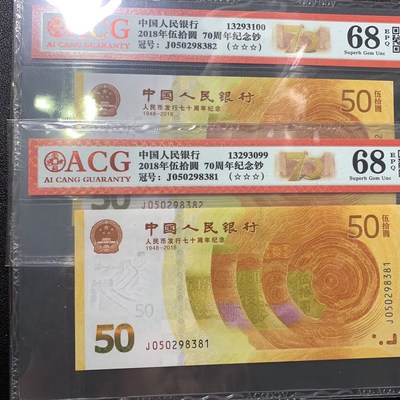 ACG
AI CANG GUARANTY
中国人民银行 13293100
2018年伍拾圆 70周年纪念钞
冠号: J050298382 (☆☆☆)
68 EPQ
Superb Gem Unc
中国人民银行
人民币发行七十周年纪念
1948-2018
50 伍拾圆
ACG
AI CANG GUARANTY
中国人民银行 13293099
2018年伍拾圆 70周年纪念钞
冠号: J050298381 (☆☆☆)
68 EPQ
Superb Gem Unc
50
J050298382
中国人民银行
人民币发行七十周年纪念
1948-2018
50 伍拾圆
50
50
J050298381